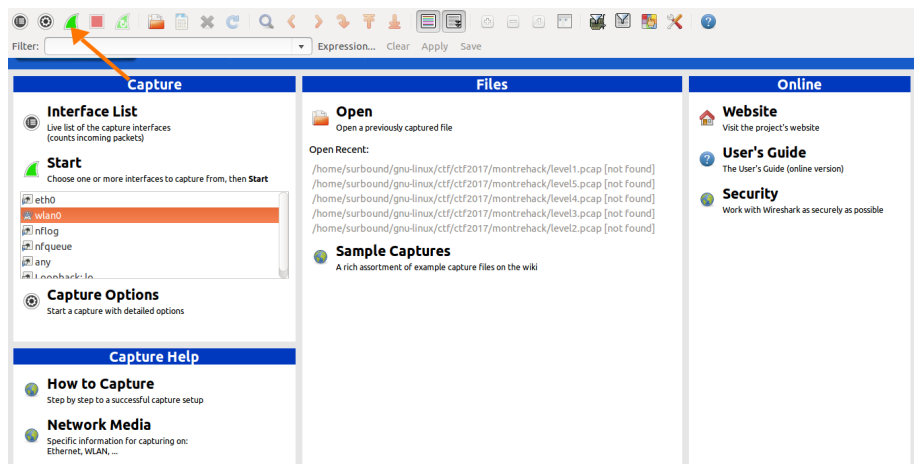 Filter:
Expression... Clear Apply Save
Capture
Interface List
Live list of the capture interfaces
(counts incoming packets)
Start
Choose one or more interfaces to capture from, then Start
eth0
wlan0
nflog
nfqueue
any
Loopback: lo
Capture Options
Start a capture with detailed options
Capture Help
How to Capture
Step by step to a successful capture setup
Network Media
Specific information for capturing on:
Ethernet, WLAN, ...
Files
Open
Open a previously captured file
Open Recent:
/home/surbound/gnu-linux/ctf/ctf2017/montrehack/level1.pcap [not found]
/home/surbound/gnu-linux/ctf/ctf2017/montrehack/level5.pcap [not found]
/home/surbound/gnu-linux/ctf/ctf2017/montrehack/level4.pcap [not found]
/home/surbound/gnu-linux/ctf/ctf2017/montrehack/level3.pcap [not found]
/home/surbound/gnu-linux/ctf/ctf2017/montrehack/level2.pcap [not found]
Sample Captures
A rich assortment of example capture files on the wiki
Online
Website
Visit the project's website
User's Guide
The User's Guide (online version)
Security
Work with Wireshark as securely as possible